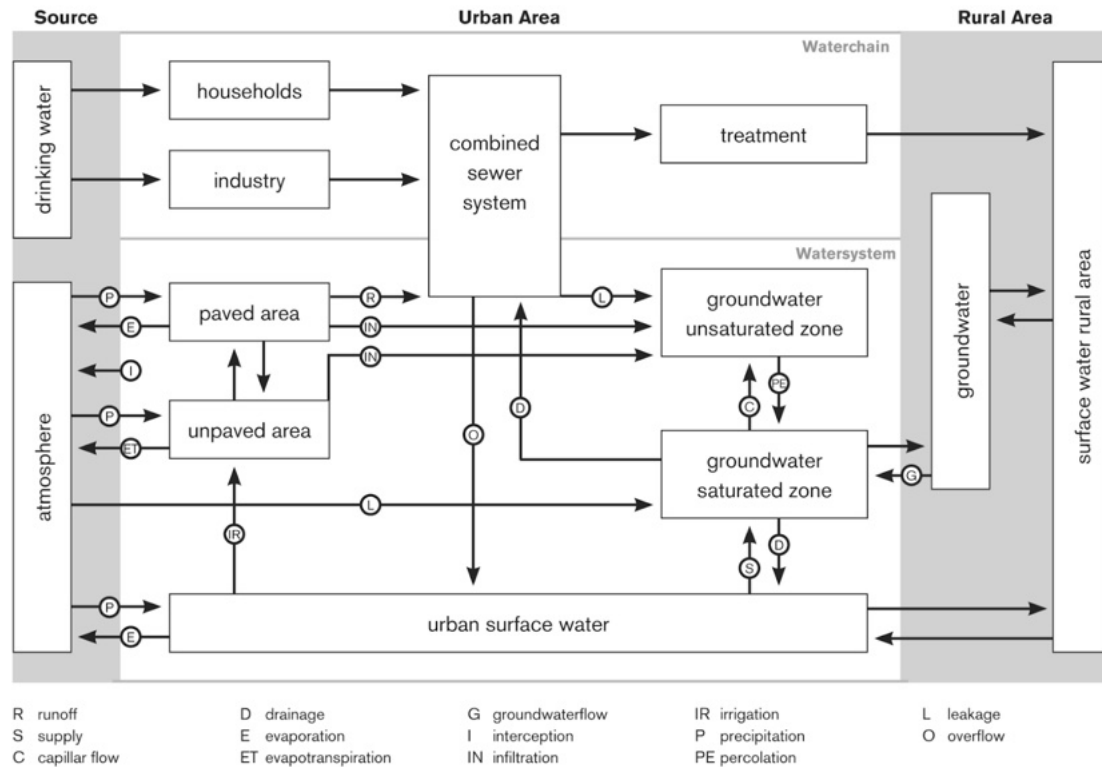 Source
Urban Area
Rural Area
Waterchain
drinking water
households
industry
combined
sewer
system
treatment
Watersystem
atmosphere
P
E
I
P
ET
P
E
paved area
unpaved area
R
IN
IN
L
IR
O
D
L
groundwater
unsaturated zone
C
PE
groundwater
saturated zone
S
D
G
urban surface water
groundwater
surface water rural area
R runoff
S supply
C capillar flow
D drainage
E evaporation
ET evapotranspiration
G groundwaterflow
I interception
IN infiltration
IR irrigation
P precipitation
PE percolation
L leakage
O overflow